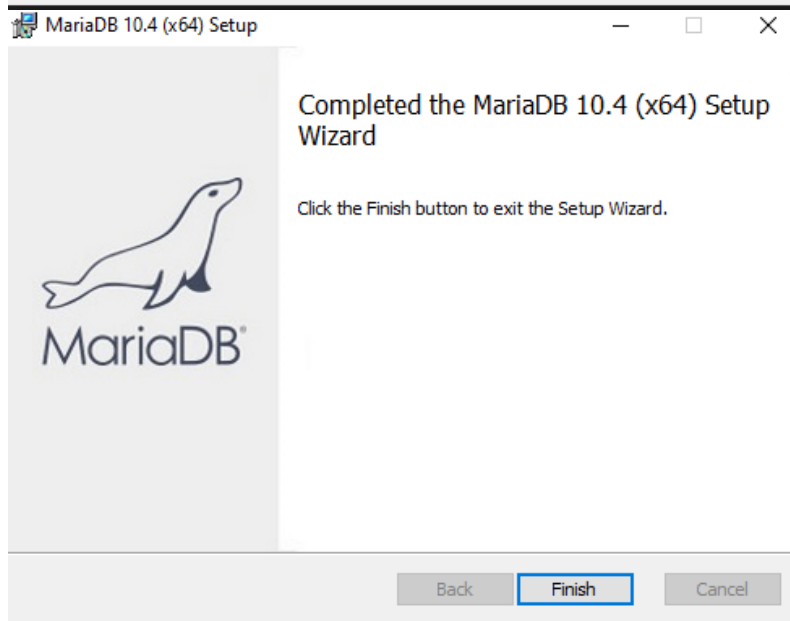 MariaDB 10.4 (x64) Setup
Completed the MariaDB 10.4 (x64) Setup
Wizard
Click the Finish button to exit the Setup Wizard.
MariaDB®
Back
Finish
Cancel